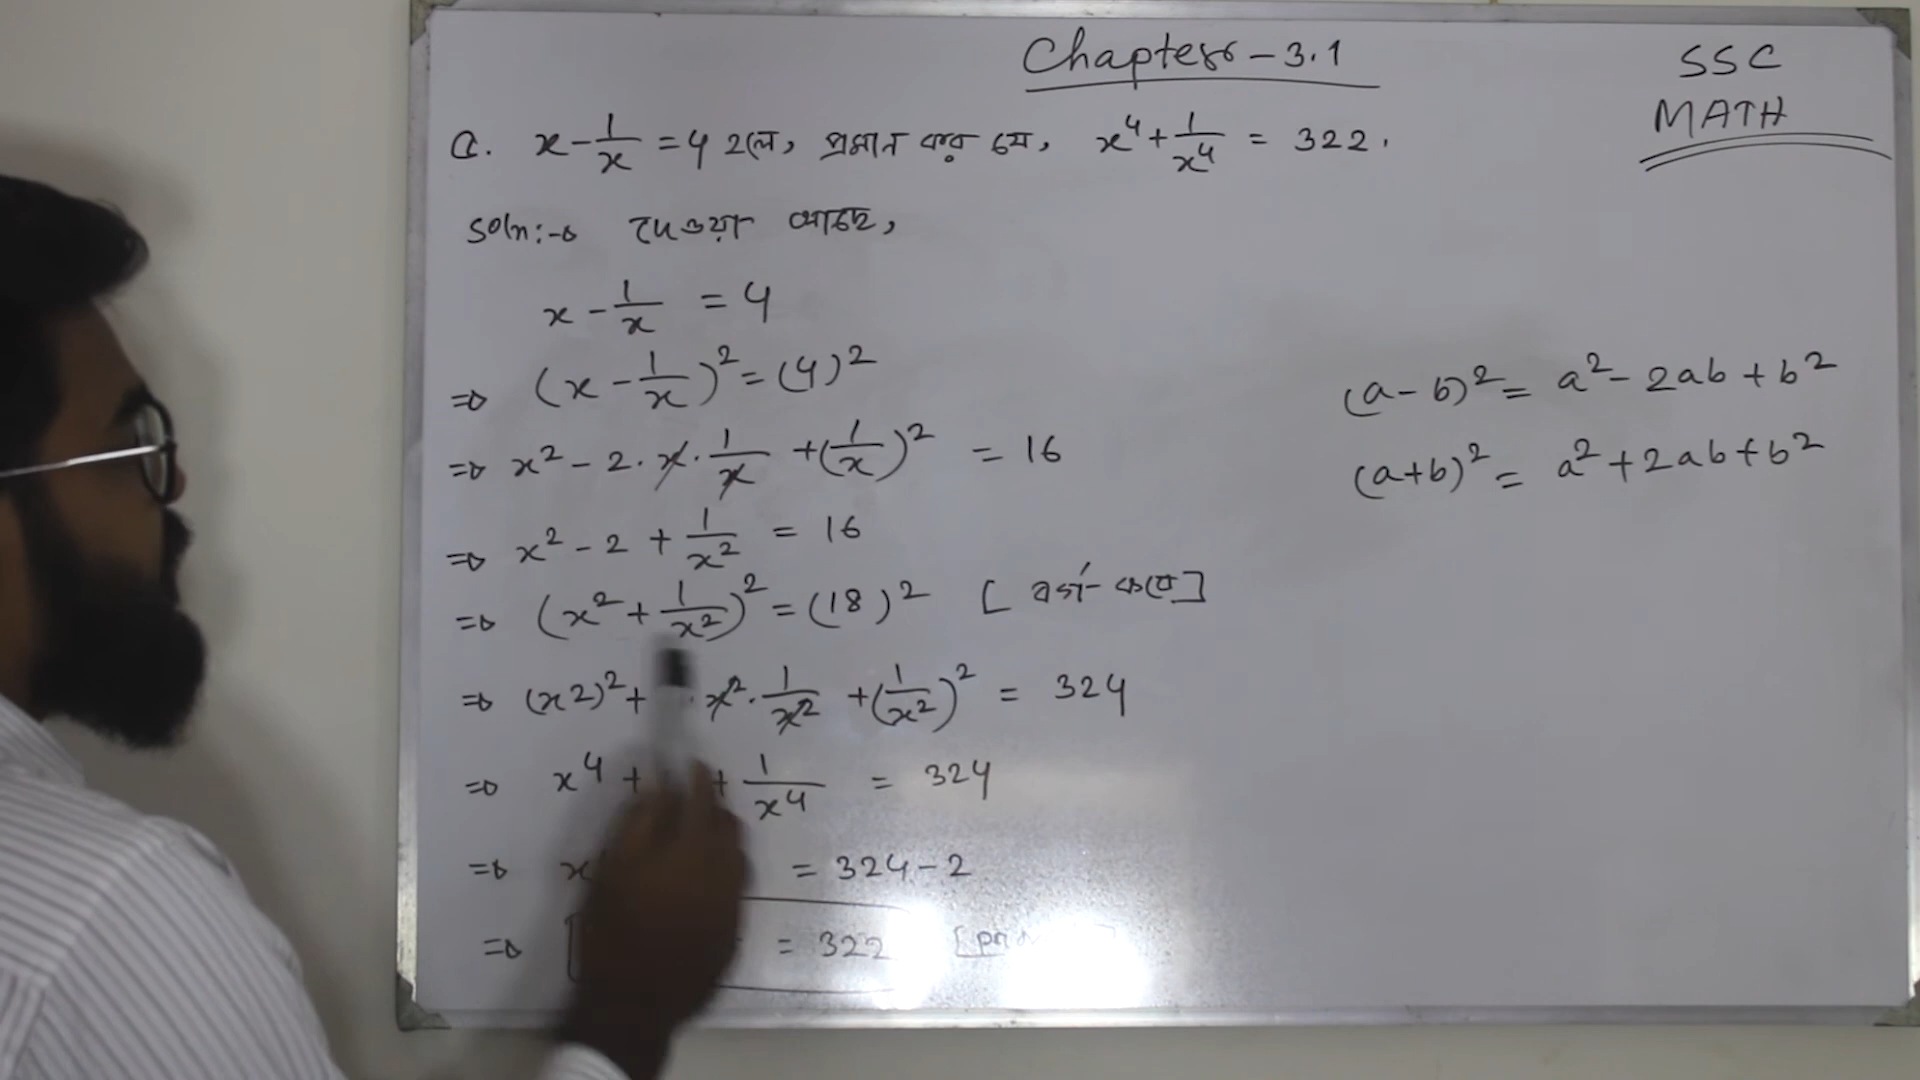 Chapter-3.1
SSC
MATH
a. x - 1/x = 4 হলে, প্রমান কর যে, x⁴ + 1/x⁴ = 322.
Soln:-> দেওয়া আছে,
x - 1/x = 4
=> (x - 1/x)² = (4)²
(a-b)² = a² - 2ab + b²
=> x² - 2. x. 1/x + (1/x)² = 16
(a+b)² = a² + 2ab + b²
=> x² - 2 + 1/x² = 16
=> (x² + 1/x²)² = (18)² [ বর্গ করে ]
=> (x2)² + . x². 1/x² + (1/x²)² = 324
=> x⁴ + + 1/x⁴ = 324
=> x = 324 - 2
=> = 322